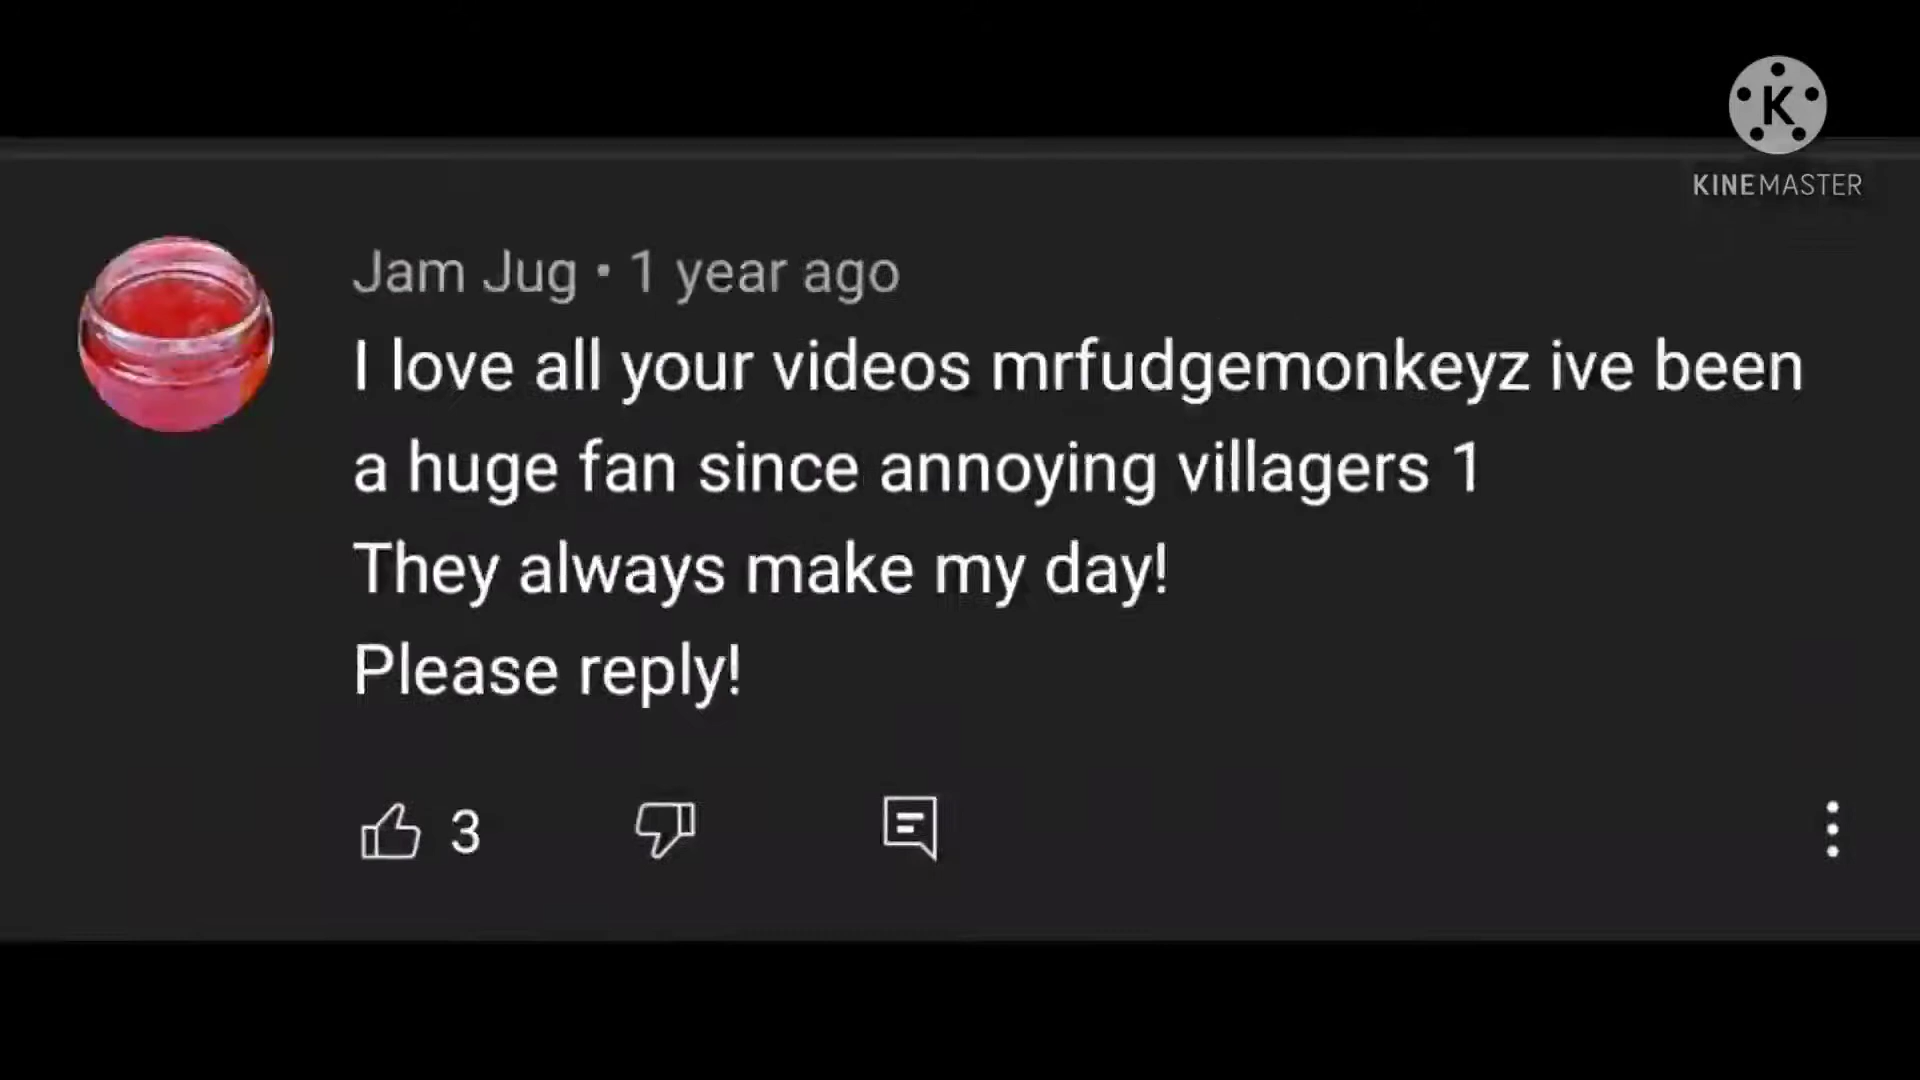 K
KINEMASTER
Jam Jug • 1 year ago
I love all your videos mrfudgemonkeyz ive been
a huge fan since annoying villagers 1
They always make my day!
Please reply!
3